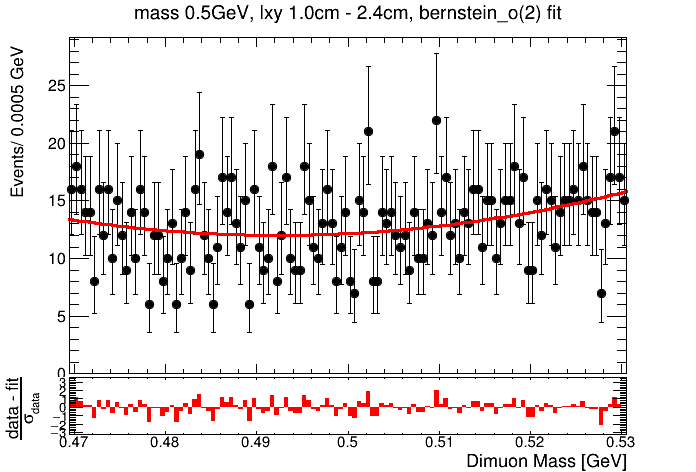 mass 0.5GeV, lxy 1.0cm - 2.4cm, bernstein_o(2) fit
Events/ 0.0005 GeV
25
20
15
10
5
0
data - fit
σdata
3
2
1
0
−1
−2
−3
0.47 0.48 0.49 0.5 0.51 0.52 0.53
Dimuon Mass [GeV]